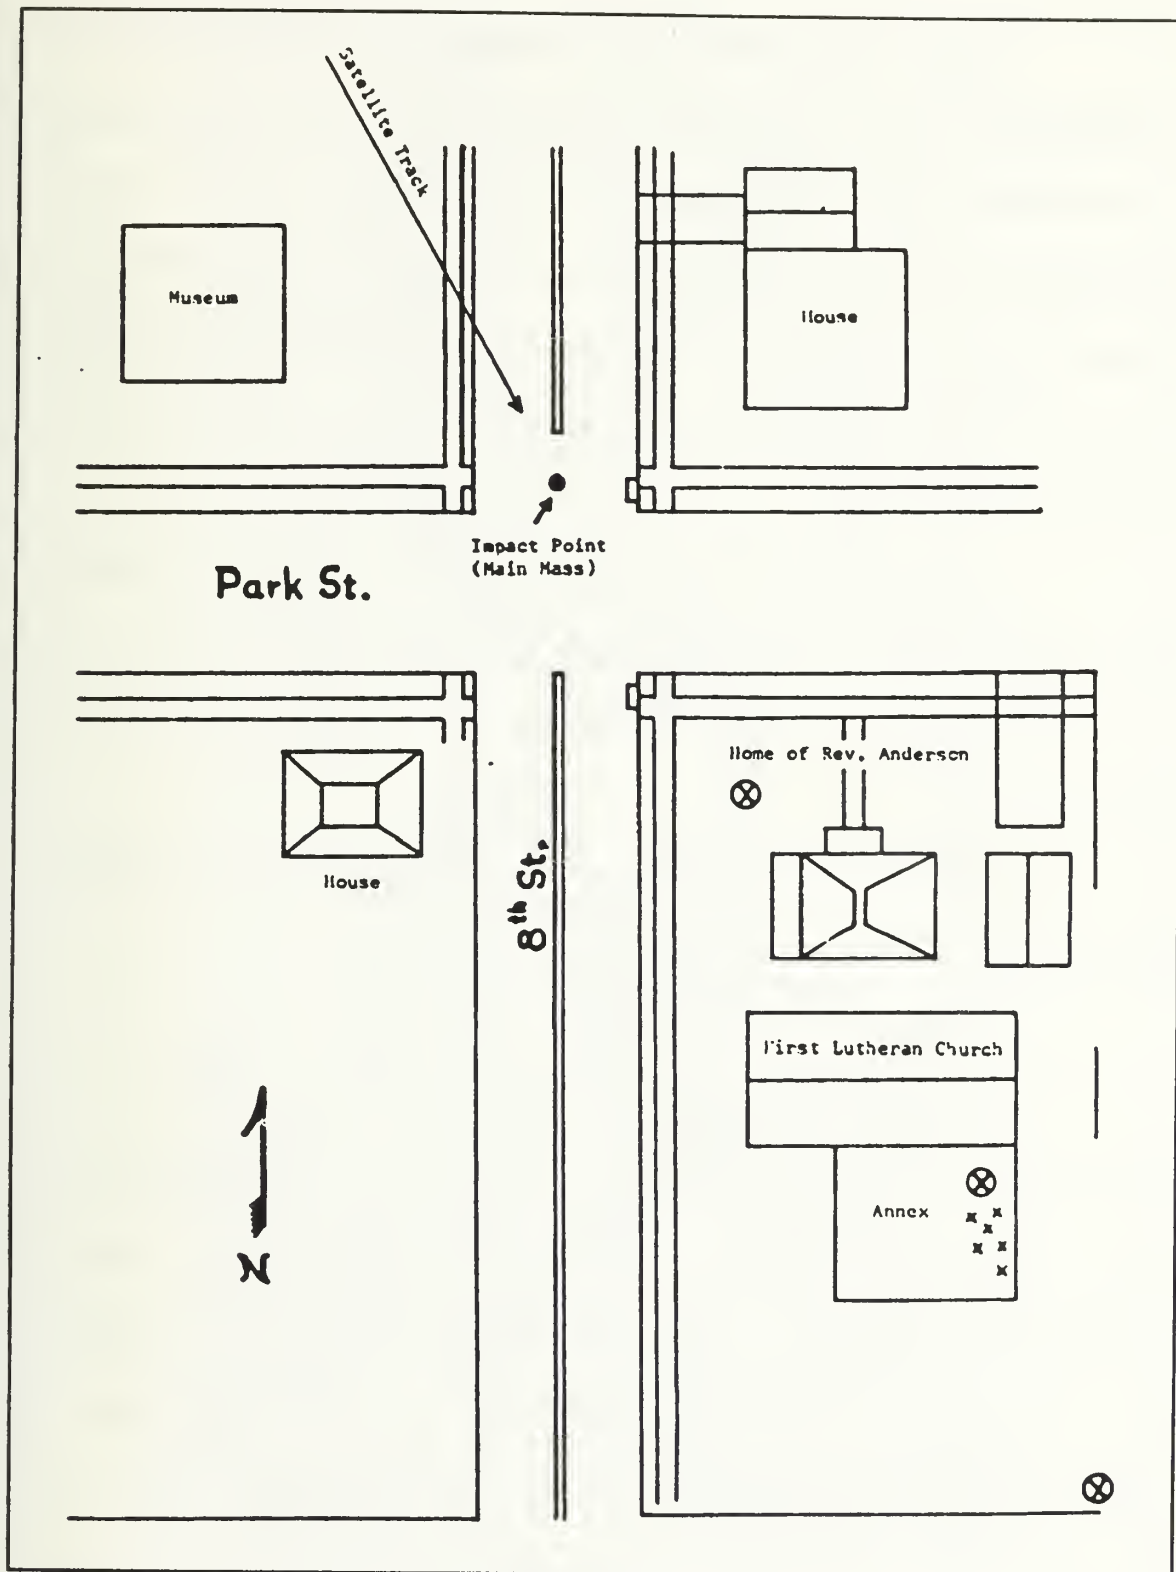 Satellite Track
Museum
House
Impact Point
(Main Mass)
Park St.
Home of Rev. Anderson
House
8th St.
First Lutheran Church
Annex
N